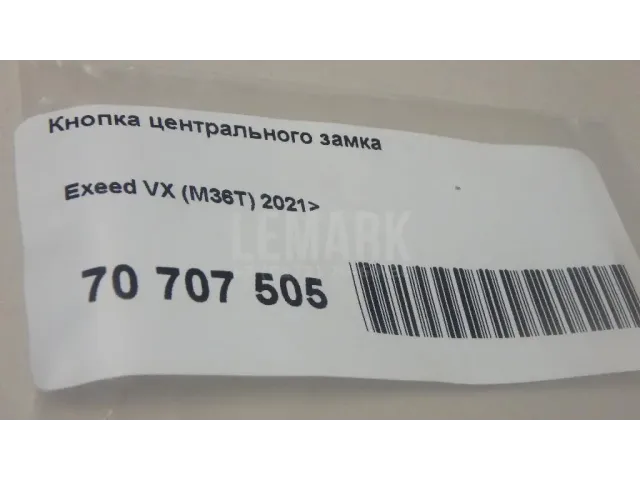 Кнопка центрального замка
Exeed VX (M36T) 2021>
LEMARK
70 707 505